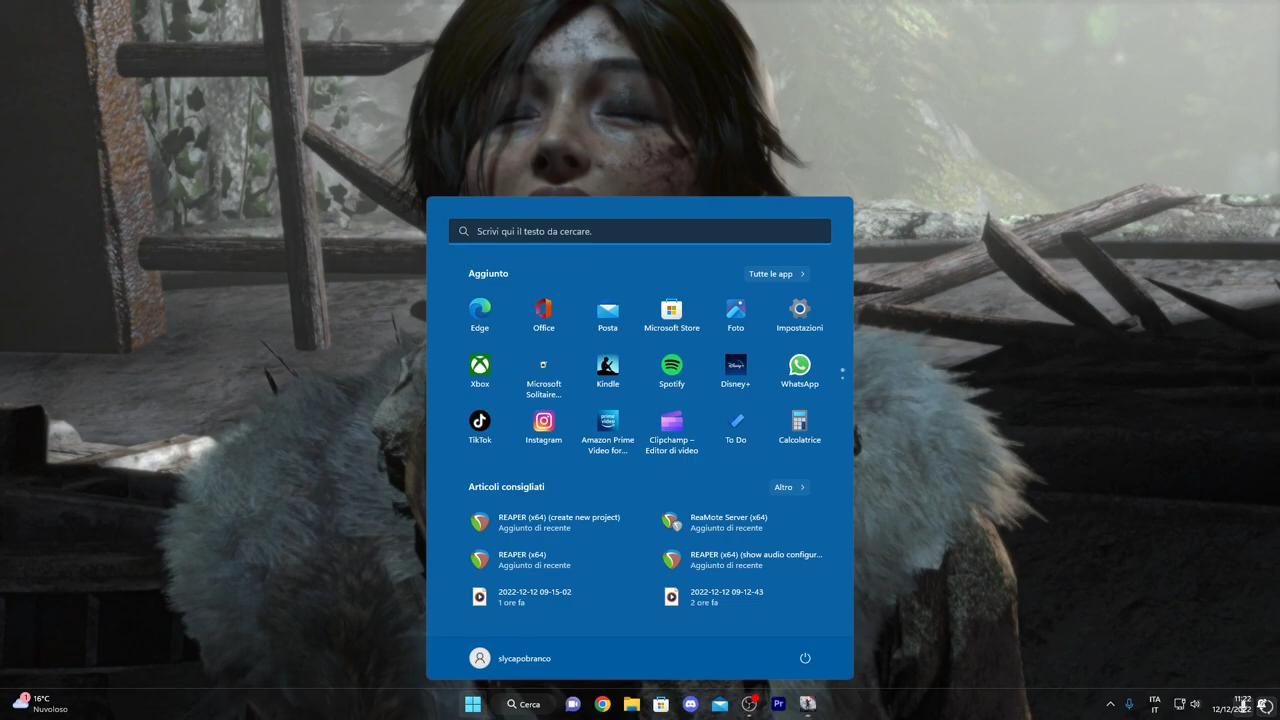 Scrivi qui il testo da cercare.
Aggiunto
Tutte le app
Edge
Office
Posta
Microsoft Store
Foto
Impostazioni
Xbox
Microsoft
Solitaire...
Kindle
Spotify
Disney+
Disney+
WhatsApp
TikTok
Instagram
prime
video
Amazon Prime
Video for...
Clipchamp –
Editor di video
To Do
Calcolatrice
Articoli consigliati
Altro
REAPER (x64) (create new project)
Aggiunto di recente
ReaMote Server (x64)
Aggiunto di recente
REAPER (x64)
Aggiunto di recente
REAPER (x64) (show audio configur...
Aggiunto di recente
2022-12-12 09-15-02
1 ore fa
2022-12-12 09-12-43
2 ore fa
slycapobranco
1
16°C
Nuvoloso
Cerca
Pr
ITA
IT
11:22
12/12/2022